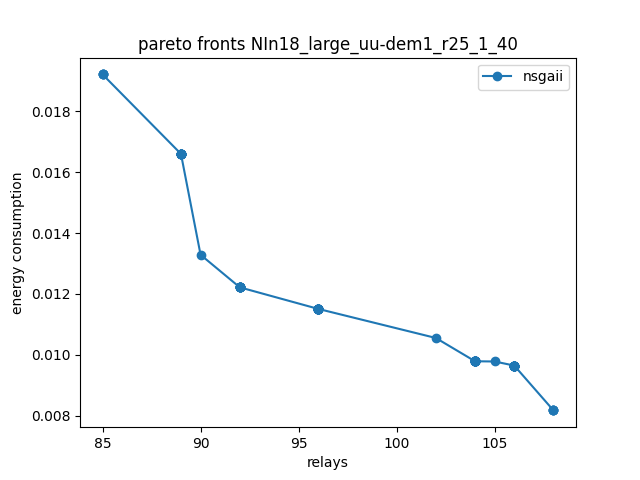 pareto fronts NIn18_large_uu-dem1_r25_1_40
nsgaii
0.018
0.016
0.014
0.012
0.010
0.008
energy consumption
85 90 95 100 105
relays